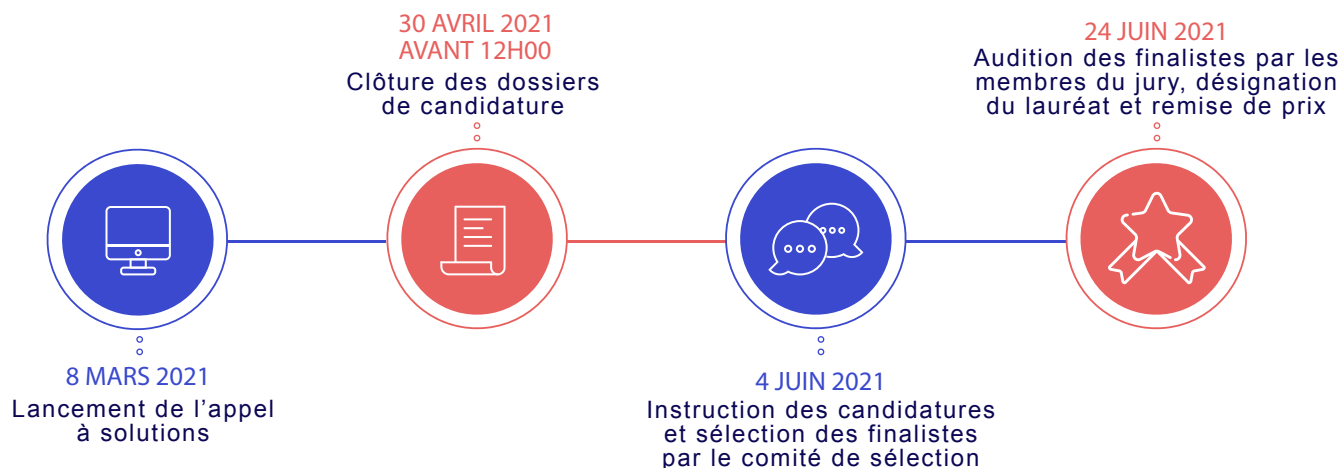 8 MARS 2021
Lancement de l’appel
à solutions
30 AVRIL 2021
AVANT 12H00
Clôture des dossiers
de candidature
4 JUIN 2021
Instruction des candidatures
et sélection des finalistes
par le comité de sélection
24 JUIN 2021
Audition des finalistes par les
membres du jury, désignation
du lauréat et remise de prix